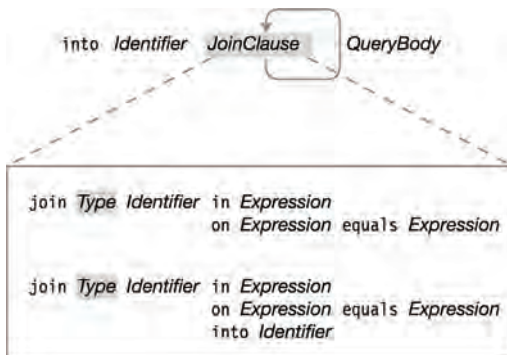 into Identifier JoinClause QueryBody
join Type Identifier in Expression
on Expression equals Expression
join Type Identifier in Expression
on Expression equals Expression
into Identifier